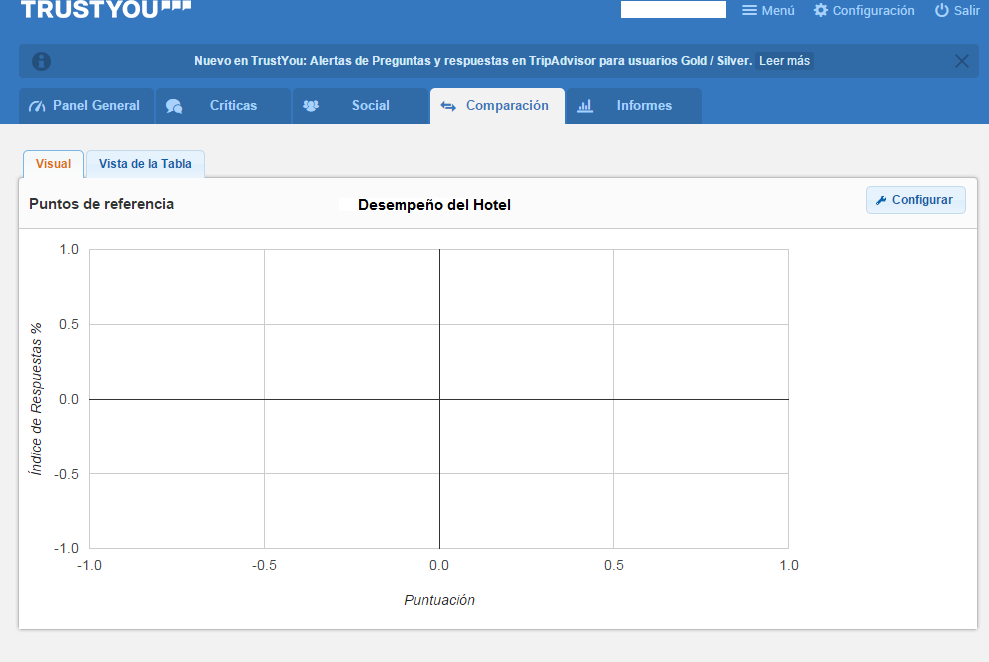 TRUSTYOU
Menú Configuración Salir
Nuevo en TrustYou: Alertas de Preguntas y respuestas en TripAdvisor para usuarios Gold / Silver. Leer más
Panel General Críticas Social Comparación Informes
Visual Vista de la Tabla
Puntos de referencia Desempeño del Hotel Configurar
1.0
0.5
0.0
-0.5
-1.0
Índice de Respuestas %
-1.0 -0.5 0.0 0.5 1.0
Puntuación